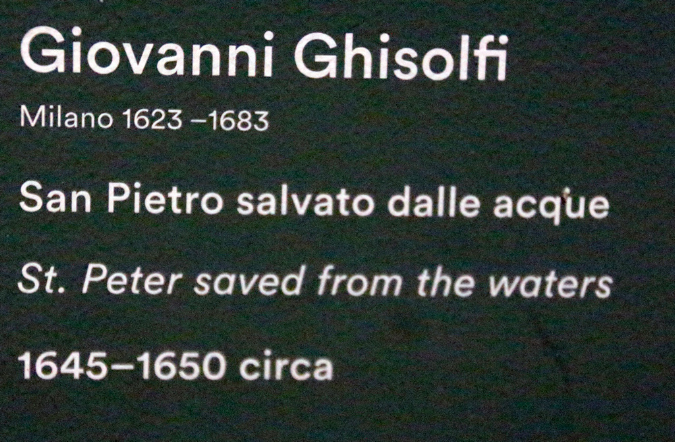 Giovanni Ghisolfi
Milano 1623 –1683
San Pietro salvato dalle acque
St. Peter saved from the waters
1645–1650 circa